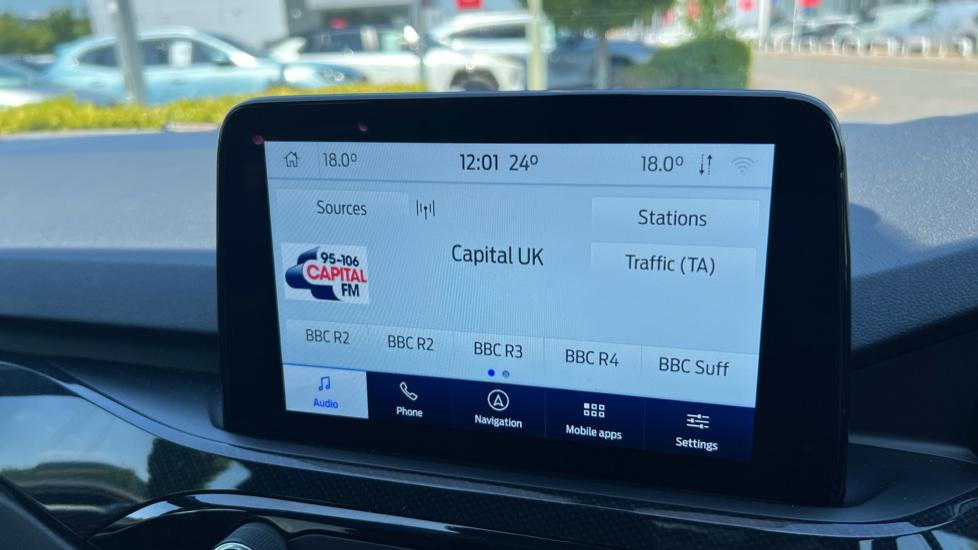 18.0° 12:01 24° 18.0°
Sources
Stations
95-106
CAPITAL
FM
Capital UK
Traffic (TA)
BBC R2 BBC R2 BBC R3 BBC R4 BBC Suff
Audio Phone Navigation Mobile apps Settings